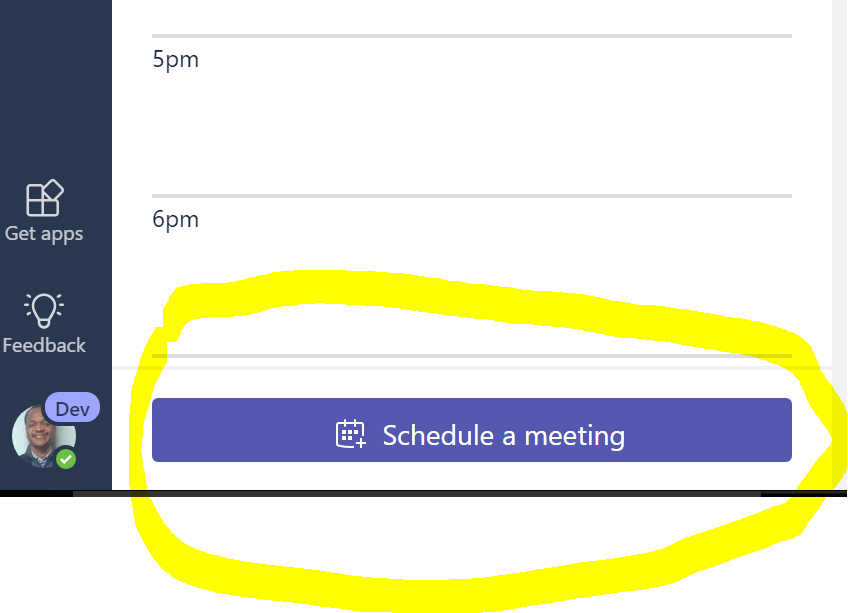 5pm
6pm
Get apps
Feedback
Dev
Schedule a meeting